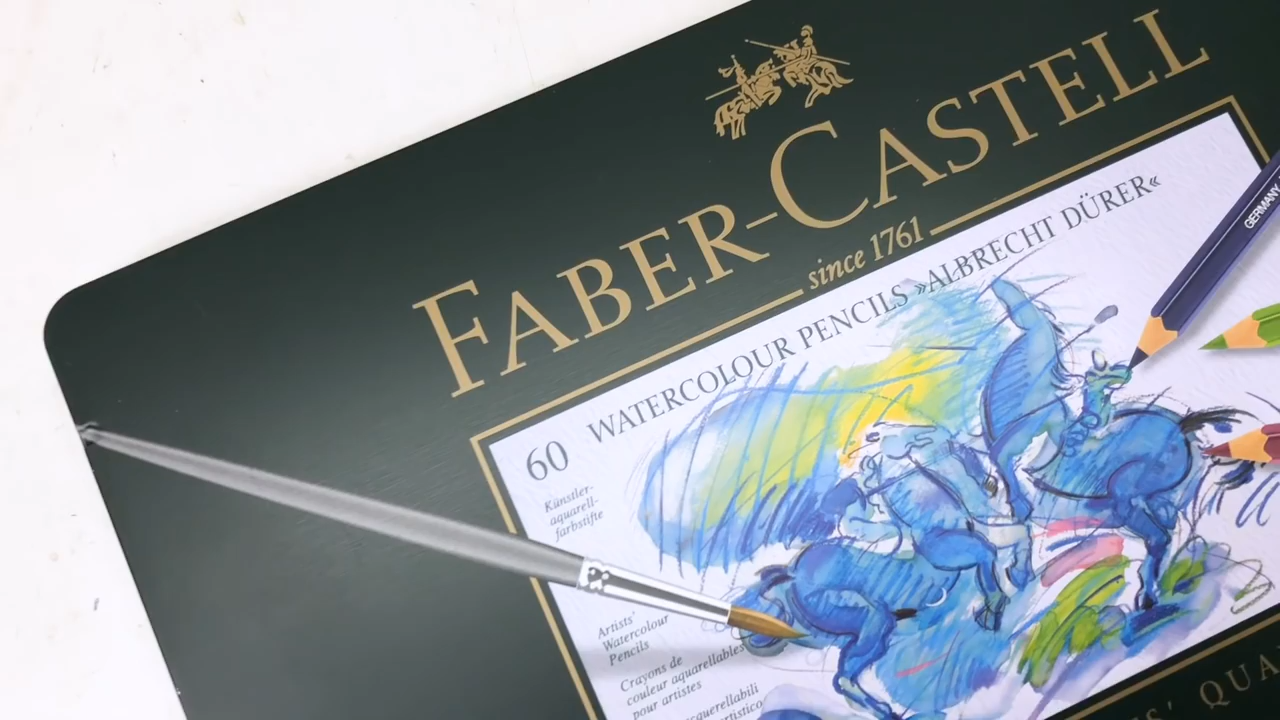 FABER-CASTELL
since 1761
60 WATERCOLOUR PENCILS »ALBRECHT DÜRER«
Künstler-
aquarell-
farbstifte
Artists'
Watercolour
Pencils
Crayons de
couleur aquarellables
pour artistes
GERMANY